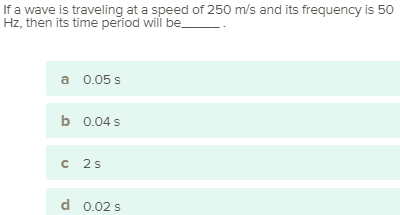 If a wave is traveling at a speed of 250 m/s and its frequency is 50
Hz, then its time period will be______ .
a 0.05 s
b 0.04 s
c 2 s
d 0.02 s